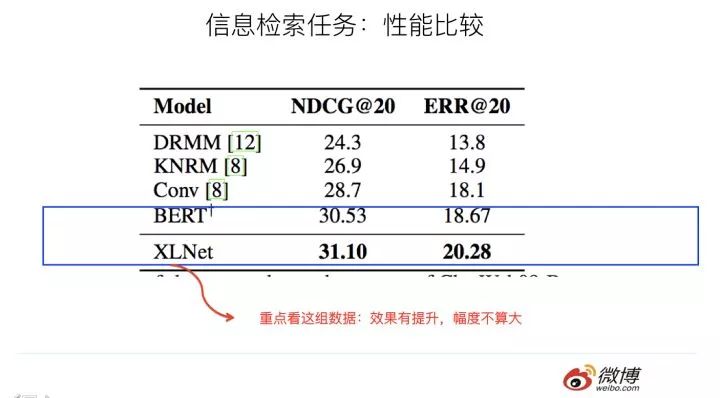 信息检索任务：性能比较
Model NDCG@20 ERR@20
DRMM [12] 24.3 13.8
KNRM [8] 26.9 14.9
Conv [8] 28.7 18.1
BERT† 30.53 18.67
XLNet 31.10 20.28
重点看这组数据：效果有提升，幅度不算大
微博
weibo.com